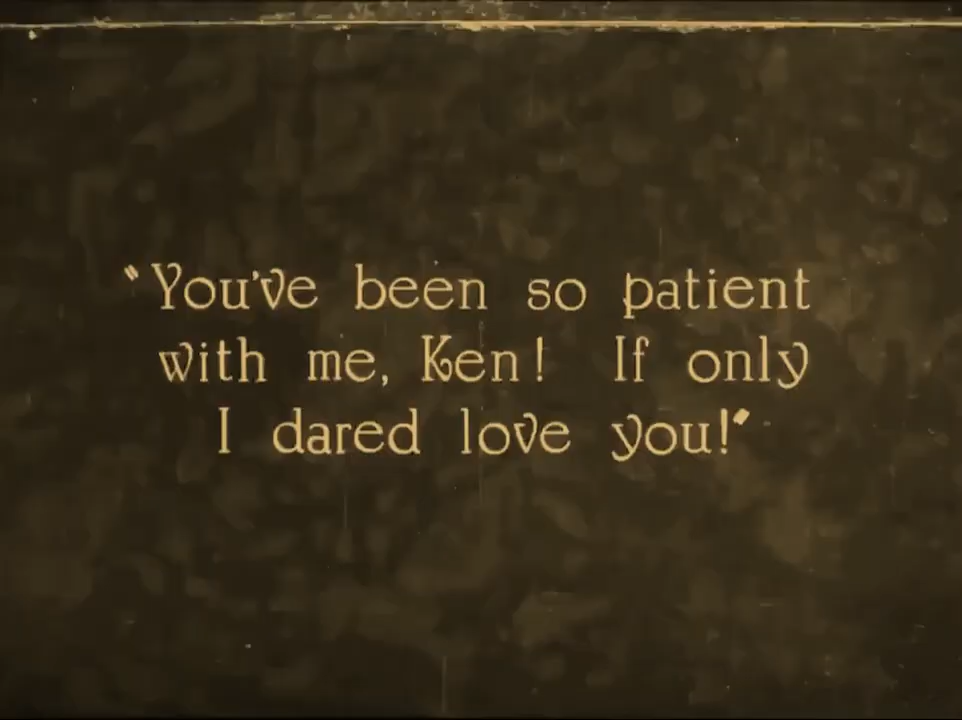 "You've been so patient
with me, Ken! If only
I dared love you!"